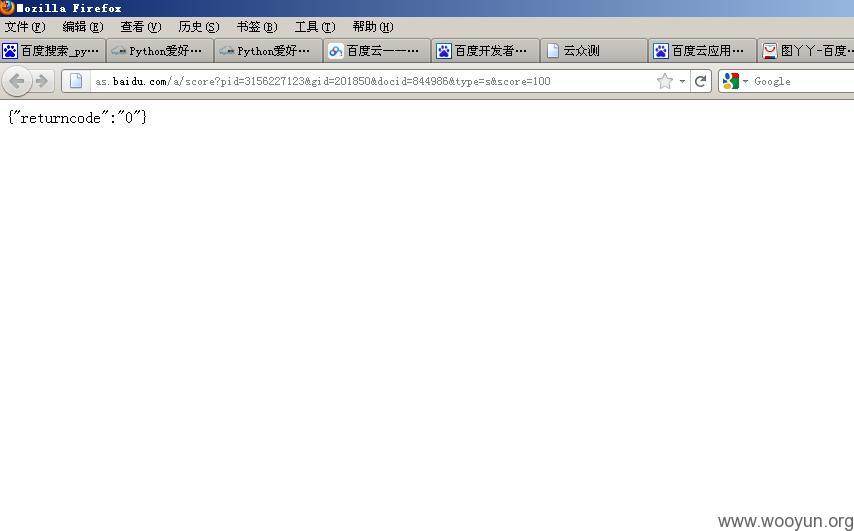 Mozilla Firefox
文件(F) 编辑(E) 查看(V) 历史(S) 书签(B) 工具(T) 帮助(H)
百度搜索_py... Python爱好... Python爱好... 百度云——... 百度开发者... 云众测 百度云应用... 图丫丫-百度...
as.baidu.com/a/score?pid=3156227123&gid=201850&docid=844986&type=s&score=100 Google
{"returncode":"0"}
www.wooyun.org